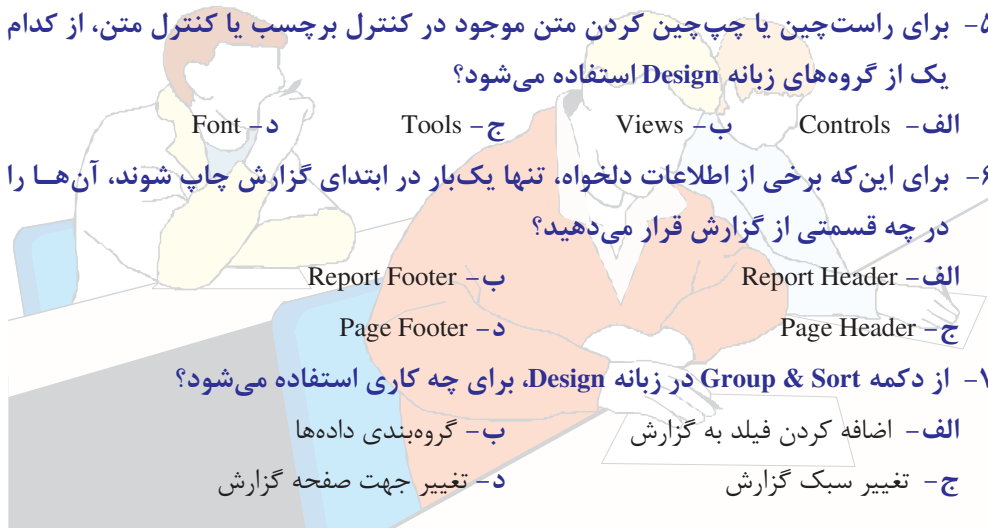 ۵- برای راست‌چین یا چپ‌چین کردن متن موجود در کنترل برچسب یا کنترل متن، از کدام
یک از گروه‌های زبانه Design استفاده می‌شود؟
الف- Controls ب- Views ج- Tools د- Font
۶- برای این‌که برخی از اطلاعات دلخواه، تنها یک‌بار در ابتدای گزارش چاپ شوند، آن‌هــا را
در چه قسمتی از گزارش قرار می‌دهید؟
الف- Report Header ب- Report Footer
ج- Page Header د- Page Footer
۷- از دکمه Group & Sort در زبانه Design، برای چه کاری استفاده می‌شود؟
الف- اضافه کردن فیلد به گزارش ب- گروه‌بندی داده‌ها
ج- تغییر سبک گزارش د- تغییر جهت صفحه گزارش